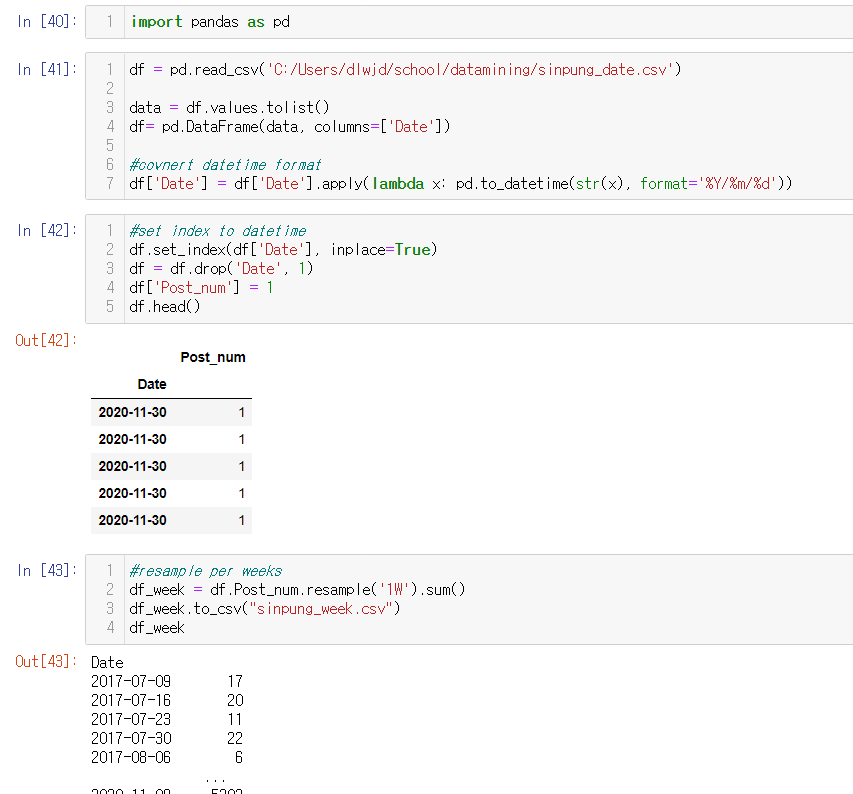 In [40]: 1 import pandas as pd
In [41]: 1 df = pd.read_csv('C:/Users/dlwjd/school/datamining/sinpung_date.csv')
2
3 data = df.values.tolist()
4 df= pd.DataFrame(data, columns=['Date'])
5
6 #covnert datetime format
7 df['Date'] = df['Date'].apply(lambda x: pd.to_datetime(str(x), format='%Y/%m/%d'))
In [42]: 1 #set index to datetime
2 df.set_index(df['Date'], inplace=True)
3 df = df.drop('Date', 1)
4 df['Post_num'] = 1
5 df.head()
Out[42]:
Post_num
Date
2020-11-30 1
2020-11-30 1
2020-11-30 1
2020-11-30 1
2020-11-30 1
In [43]: 1 #resample per weeks
2 df_week = df.Post_num.resample('1W').sum()
3 df_week.to_csv("sinpung_week.csv")
4 df_week
Out[43]: Date
2017-07-09 17
2017-07-16 20
2017-07-23 11
2017-07-30 22
2017-08-06 6
...